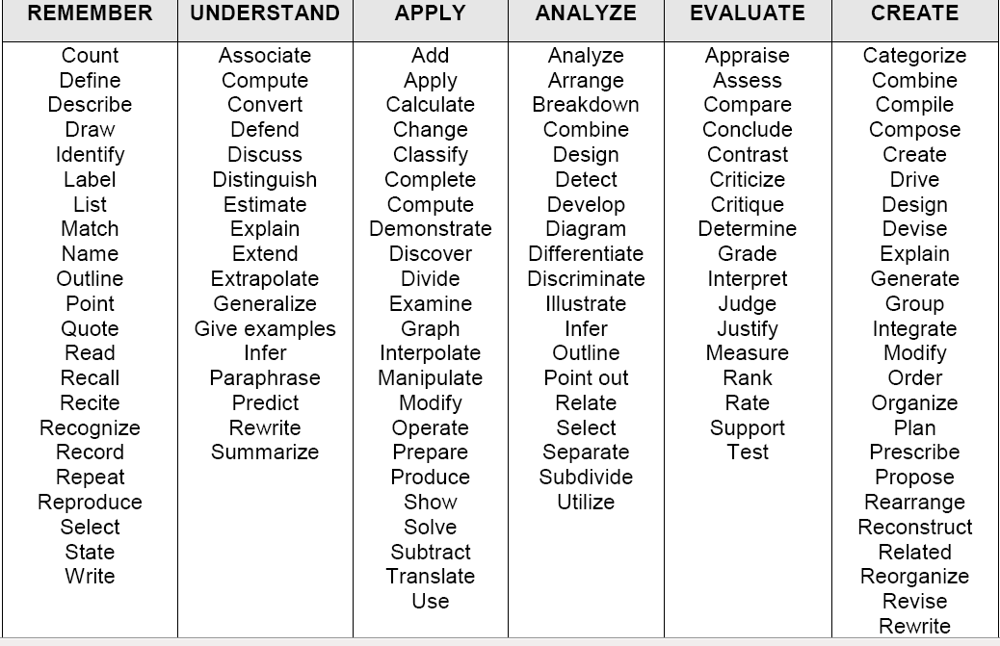 REMEMBER UNDERSTAND APPLY ANALYZE EVALUATE CREATE
Count Associate Add Analyze Appraise Categorize
Define Compute Apply Arrange Assess Combine
Describe Convert Calculate Breakdown Compare Compile
Draw Defend Change Combine Conclude Compose
Identify Discuss Classify Design Contrast Create
Label Distinguish Complete Detect Criticize Drive
List Estimate Compute Develop Critique Design
Match Explain Demonstrate Diagram Determine Devise
Name Extend Discover Differentiate Grade Explain
Outline Extrapolate Divide Discriminate Interpret Generate
Point Generalize Examine Illustrate Judge Group
Quote Give examples Graph Infer Justify Integrate
Read Infer Interpolate Outline Measure Modify
Recall Paraphrase Manipulate Point out Rank Order
Recite Predict Modify Relate Rate Organize
Recognize Rewrite Operate Select Support Plan
Record Summarize Prepare Separate Test Prescribe
Repeat Produce Subdivide Propose
Reproduce Show Utilize Rearrange
Select Solve Reconstruct
State Subtract Related
Write Translate Reorganize
Use Revise
Rewrite